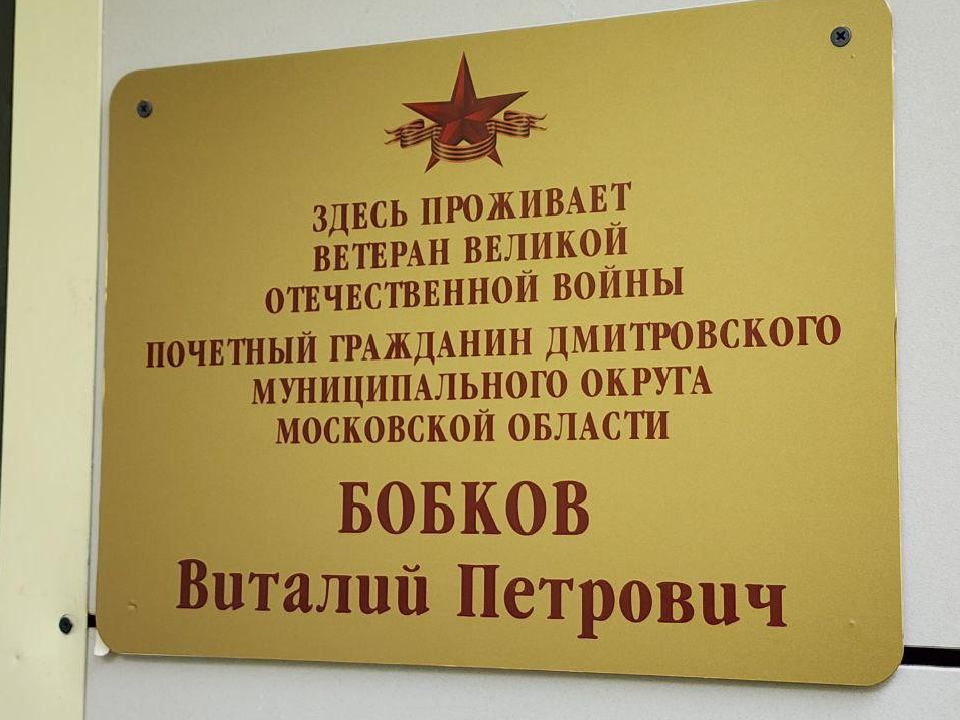 ЗДЕСЬ ПРОЖИВАЕТ
ВЕТЕРАН ВЕЛИКОЙ
ОТЕЧЕСТВЕННОЙ ВОЙНЫ
ПОЧЕТНЫЙ ГРАЖДАНИН ДМИТРОВСКОГО
МУНИЦИПАЛЬНОГО ОКРУГА
МОСКОВСКОЙ ОБЛАСТИ
БОБКОВ
Виталий Петрович